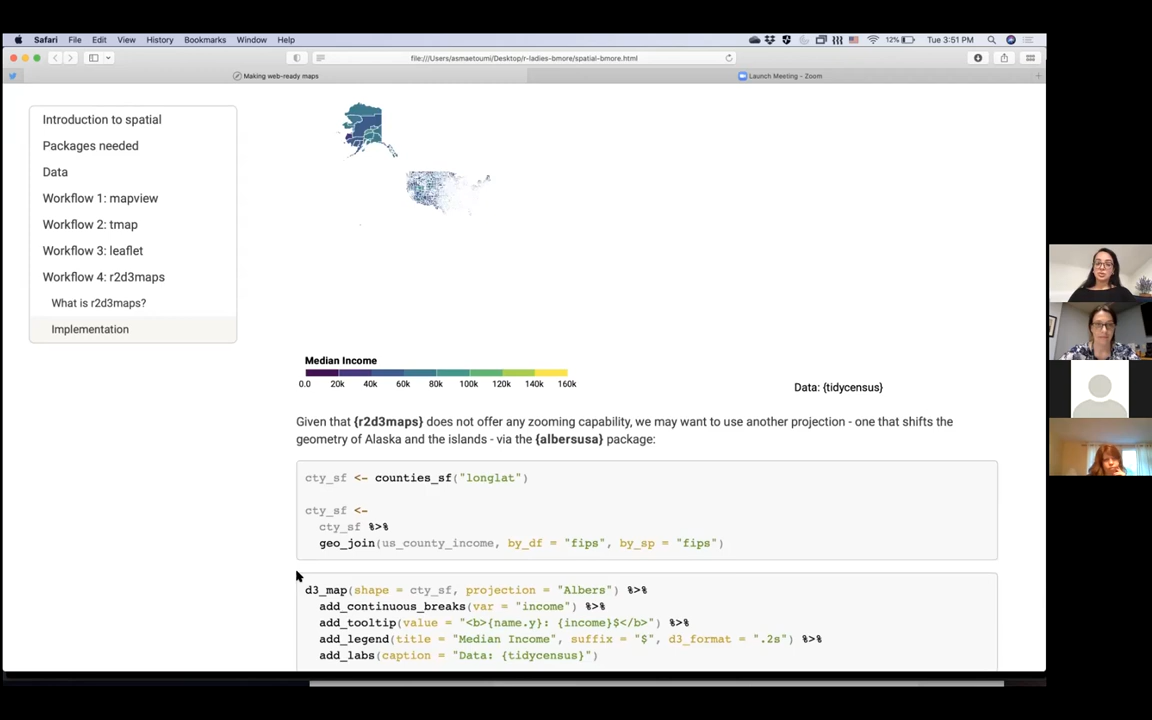 Safari File Edit View History Bookmarks Window Help 12% Tue 3:51 PM
file:///Users/asmaetoumi/Desktop/r-ladies-bmore/spatial-bmore.html
Making web-ready maps Launch Meeting - Zoom
Introduction to spatial
Packages needed
Data
Workflow 1: mapview
Workflow 2: tmap
Workflow 3: leaflet
Workflow 4: r2d3maps
What is r2d3maps?
Implementation
Median Income
0.0 20k 40k 60k 80k 100k 120k 140k 160k
Data: {tidycensus}
Given that {r2d3maps} does not offer any zooming capability, we may want to use another projection - one that shifts the
geometry of Alaska and the islands - via the {albersusa} package:
cty_sf <- counties_sf("longlat")
cty_sf <-
cty_sf %>%
geo_join(us_county_income, by_df = "fips", by_sp = "fips")
d3_map(shape = cty_sf, projection = "Albers") %>%
add_continuous_breaks(var = "income") %>%
add_tooltip(value = "<b>{name.y}: {income}$</b>") %>%
add_legend(title = "Median Income", suffix = "$", d3_format = ".2s") %>%
add_labs(caption = "Data: {tidycensus}")